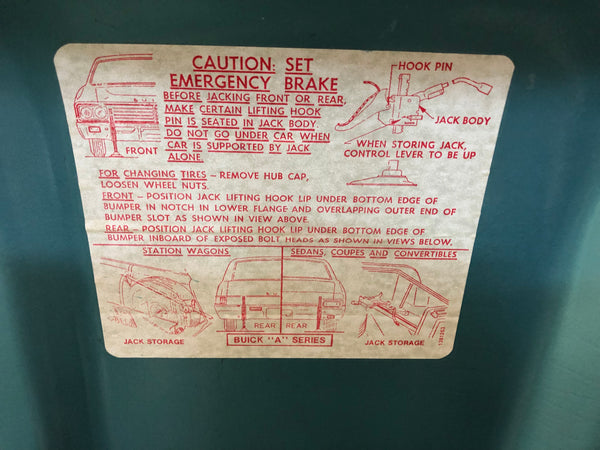 CAUTION: SET
EMERGENCY BRAKE
BEFORE JACKING FRONT OR REAR,
MAKE CERTAIN LIFTING HOOK
PIN IS SEATED IN JACK BODY.
DO NOT GO UNDER CAR WHEN
CAR IS SUPPORTED BY JACK
ALONE.
FRONT
HOOK PIN
JACK BODY
– WHEN STORING JACK,
CONTROL LEVER TO BE UP
FOR CHANGING TIRES – REMOVE HUB CAP,
LOOSEN WHEEL NUTS.
FRONT – POSITION JACK LIFTING HOOK LIP UNDER BOTTOM EDGE OF
BUMPER IN NOTCH IN LOWER FLANGE AND OVERLAPPING OUTER END OF
BUMPER SLOT AS SHOWN IN VIEW ABOVE.
REAR – POSITION JACK LIFTING HOOK LIP UNDER BOTTOM EDGE OF
BUMPER INBOARD OF EXPOSED BOLT HEADS AS SHOWN IN VIEWS BELOW.
STATION WAGONS
SEDANS, COUPES AND CONVERTIBLES
REAR REAR
JACK STORAGE
BUICK "A" SERIES
JACK STORAGE